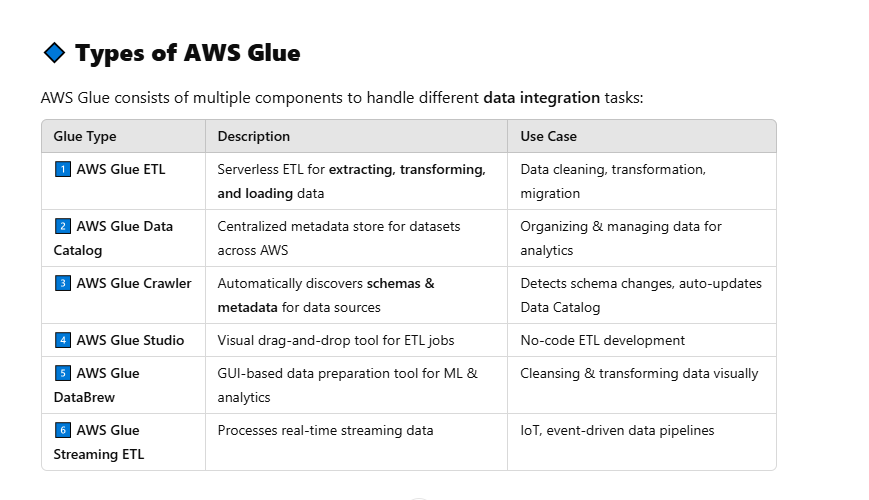 Types of AWS Glue
AWS Glue consists of multiple components to handle different data integration tasks:
Glue Type Description Use Case
1 AWS Glue ETL Serverless ETL for extracting, transforming, Data cleaning, transformation,
and loading data migration
2 AWS Glue Data Centralized metadata store for datasets Organizing & managing data for
Catalog across AWS analytics
3 AWS Glue Crawler Automatically discovers schemas & Detects schema changes, auto-updates
metadata for data sources Data Catalog
4 AWS Glue Studio Visual drag-and-drop tool for ETL jobs No-code ETL development
5 AWS Glue GUI-based data preparation tool for ML & Cleansing & transforming data visually
DataBrew analytics
6 AWS Glue Processes real-time streaming data IoT, event-driven data pipelines
Streaming ETL